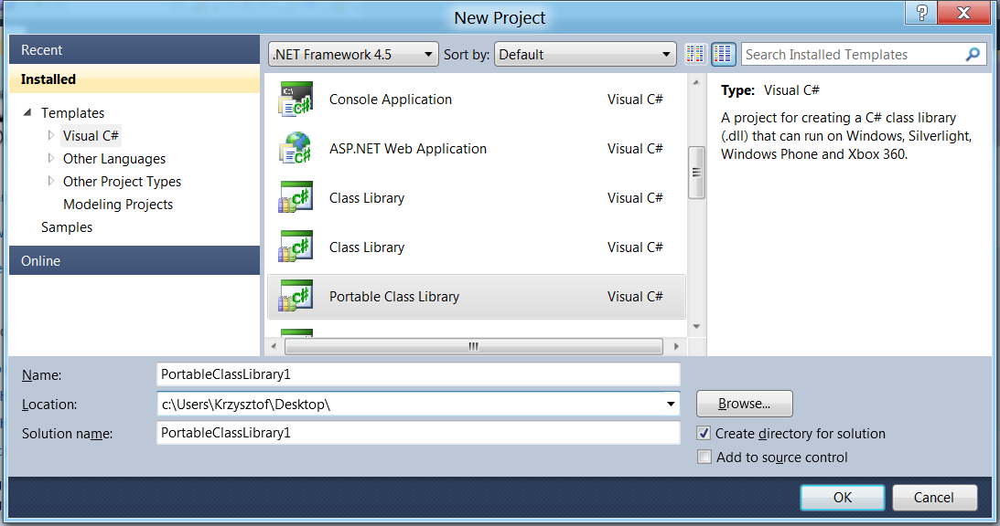 New Project
Recent
Installed
Templates
Visual C#
Other Languages
Other Project Types
Modeling Projects
Samples
Online
.NET Framework 4.5
Sort by:
Default
Search Installed Templates
Console Application Visual C#
ASP.NET Web Application Visual C#
Class Library Visual C#
Class Library Visual C#
Portable Class Library Visual C#
Type: Visual C#
A project for creating a C# class library
(.dll) that can run on Windows, Silverlight,
Windows Phone and Xbox 360.
Name: PortableClassLibrary1
Location: c:\Users\Krzysztof\Desktop\
Browse...
Solution name: PortableClassLibrary1
Create directory for solution
Add to source control
OK
Cancel